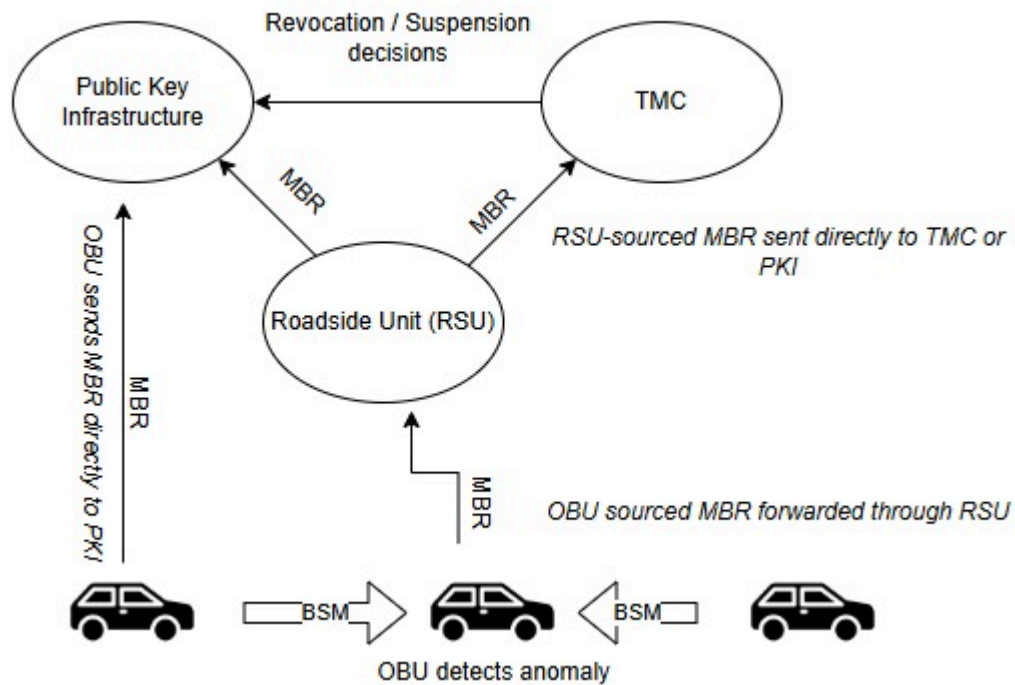 Revocation / Suspension
decisions
Public Key
Infrastructure
TMC
MBR
MBR
RSU-sourced MBR sent directly to TMC or
PKI
Roadside Unit (RSU)
OBU sends MBR directly to PKI
MBR
MBR
OBU sourced MBR forwarded through RSU
BSM
BSM
OBU detects anomaly